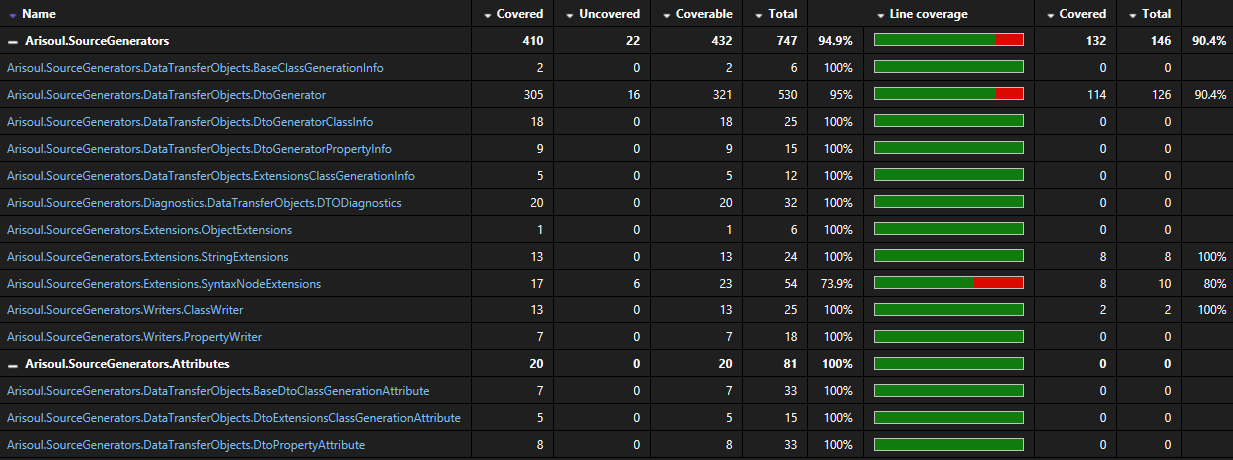 Name Covered Uncovered Coverable Total Line coverage Covered Total
Arisoul.SourceGenerators 410 22 432 747 94.9% 132 146 90.4%
Arisoul.SourceGenerators.DataTransferObjects.BaseClassGenerationInfo 2 0 2 6 100% 0 0
Arisoul.SourceGenerators.DataTransferObjects.DtoGenerator 305 16 321 530 95% 114 126 90.4%
Arisoul.SourceGenerators.DataTransferObjects.DtoGeneratorClassInfo 18 0 18 25 100% 0 0
Arisoul.SourceGenerators.DataTransferObjects.DtoGeneratorPropertyInfo 9 0 9 15 100% 0 0
Arisoul.SourceGenerators.DataTransferObjects.ExtensionsClassGenerationInfo 5 0 5 12 100% 0 0
Arisoul.SourceGenerators.Diagnostics.DataTransferObjects.DTODiagnostics 20 0 20 32 100% 0 0
Arisoul.SourceGenerators.Extensions.ObjectExtensions 1 0 1 6 100% 0 0
Arisoul.SourceGenerators.Extensions.StringExtensions 13 0 13 24 100% 8 8 100%
Arisoul.SourceGenerators.Extensions.SyntaxNodeExtensions 17 6 23 54 73.9% 8 10 80%
Arisoul.SourceGenerators.Writers.ClassWriter 13 0 13 25 100% 2 2 100%
Arisoul.SourceGenerators.Writers.PropertyWriter 7 0 7 18 100% 0 0
Arisoul.SourceGenerators.Attributes 20 0 20 81 100% 0 0
Arisoul.SourceGenerators.DataTransferObjects.BaseDtoClassGenerationAttribute 7 0 7 33 100% 0 0
Arisoul.SourceGenerators.DataTransferObjects.DtoExtensionsClassGenerationAttribute 5 0 5 15 100% 0 0
Arisoul.SourceGenerators.DataTransferObjects.DtoPropertyAttribute 8 0 8 33 100% 0 0